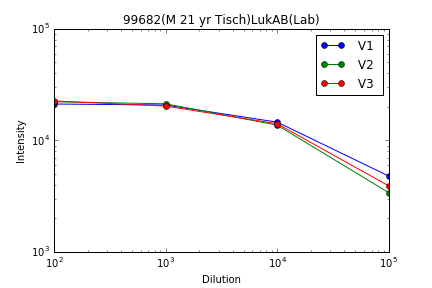 99682(M 21 yr Tisch)LukAB(Lab)
10^5
V1
V2
V3
Intensity
10^4
10^3
10^2 10^3 10^4 10^5
Dilution